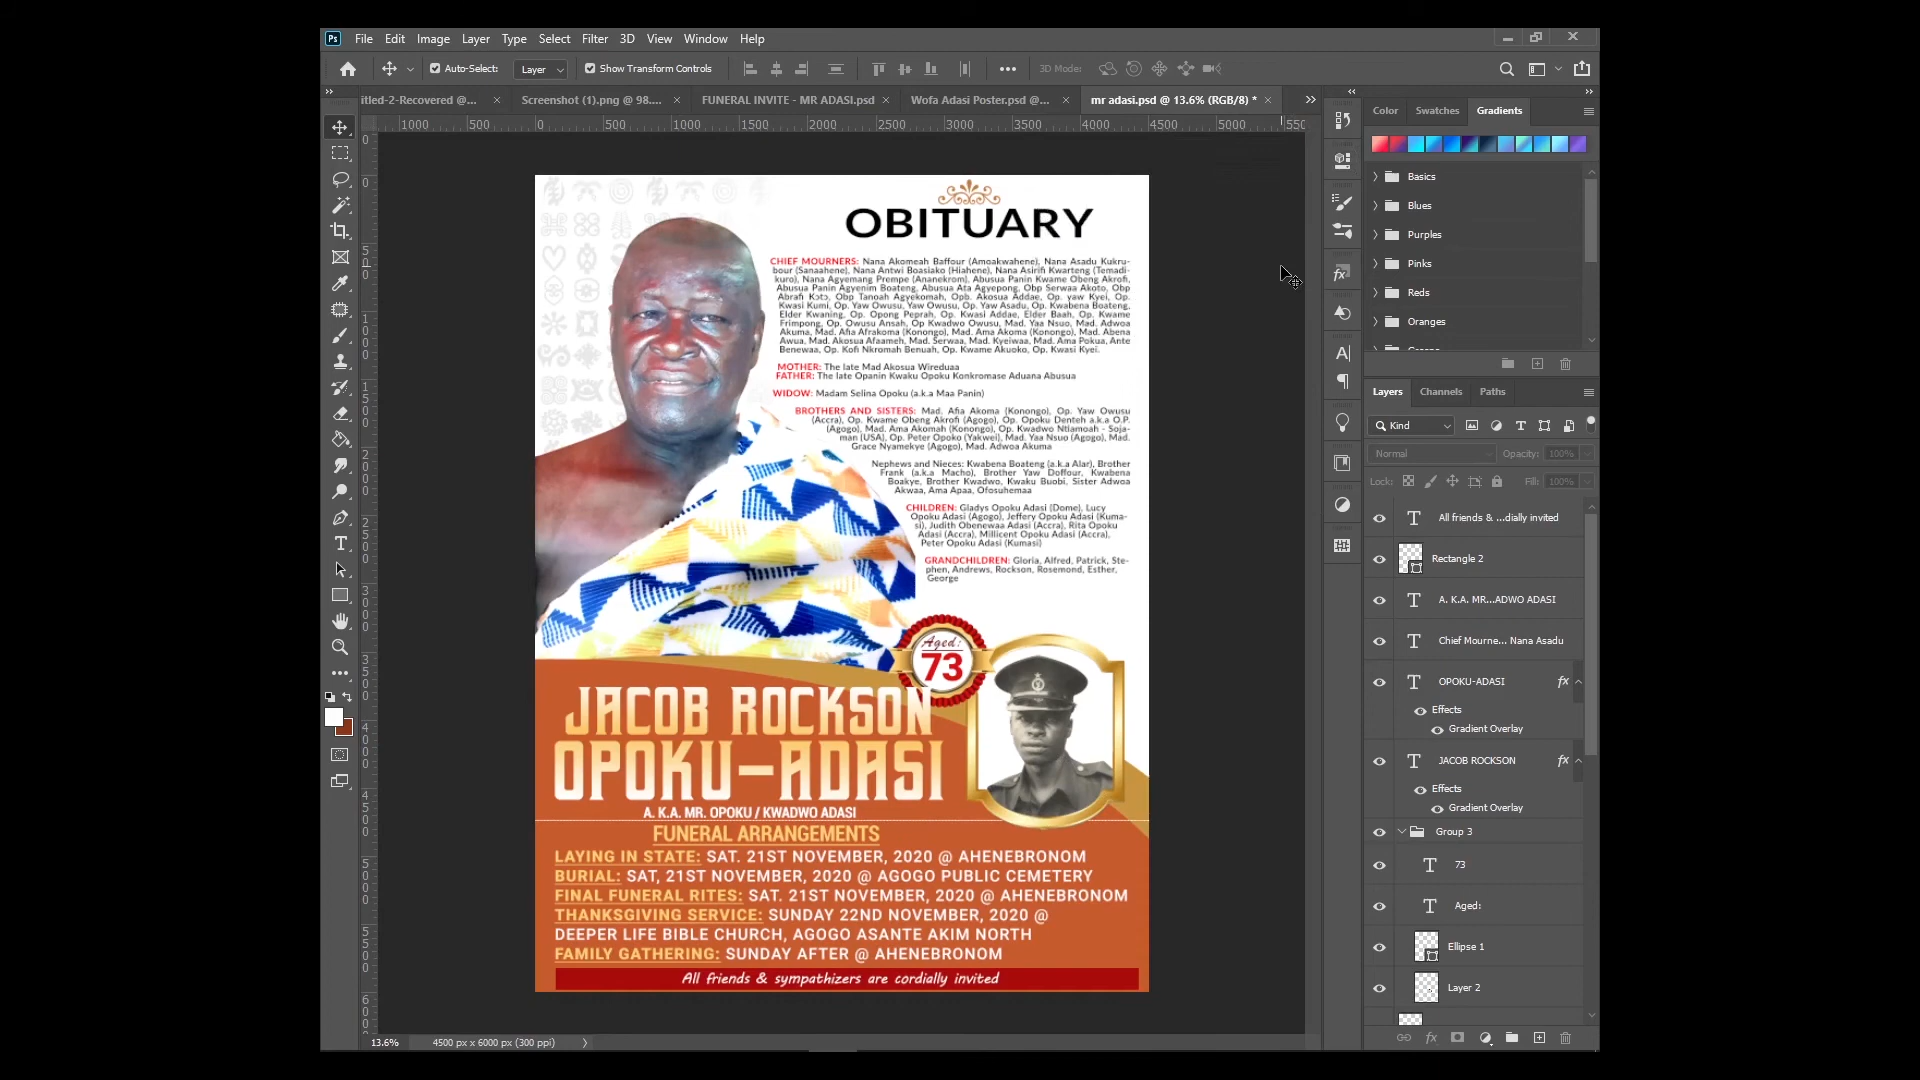 Ps File Edit Image Layer Type Select Filter 3D View Window Help
Auto-Select: Layer Show Transform Controls 3D Mode:
itled-2-Recovered @... Screenshot (1).png @ 98.... FUNERAL INVITE - MR ADASI.psd Wofa Adasi Poster.psd @... mr adasi.psd @ 13.6% (RGB/8) *
1000 500 0 500 1000 1500 2000 2500 3000 3500 4000 4500 5000 550
OBITUARY
CHIEF MOURNERS: Nana Akomeah Baffour (Amoakwahene), Nana Asadu Kukru-
bour (Sanaahene), Nana Antwi Boasiako (Hiahene), Nana Asirifi Kwarteng (Temadi-
kuro), Nana Agyemang Prempe (Ananekrom), Abusua Panin Kwame Obeng Akrofi,
Abusua Panin Agyenim Boateng, Abusua Ata Agyepong, Obp Serwaa Akoto, Obp
Abrafi Koto, Obp Tanoah Agyekomah, Opb. Akosua Addae, Op. yaw Kyei, Op.
Kwasi Kumi, Op. Yaw Owusu, Yaw Owusu, Op. Yaw Asadu, Op. Kwabena Boateng,
Elder Kwaning, Op. Opong Peprah, Op. Kwasi Addae, Elder Baah, Op. Kwame
Frimpong, Op. Owusu Ansah, Op Kwadwo Owusu, Mad. Yaa Nsuo, Mad. Adwoa
Akuma, Mad. Afia Afrakoma (Konongo), Mad. Ama Akoma (Konongo), Mad. Abena
Awua, Mad. Akosua Afaameh, Mad. Serwaa, Mad. Kyeiwaa, Mad. Ama Pokua, Ante
Benewaa, Op. Kofi Nkromah Benuah, Op. Kwame Akuoko, Op. Kwasi Kyei.
MOTHER: The late Mad Akosua Wireduaa
FATHER: The late Opanin Kwaku Opoku Konkromase Aduana Abusua
WIDOW: Madam Selina Opoku (a.k.a Maa Panin)
BROTHERS AND SISTERS: Mad. Afia Akoma (Konongo), Op. Yaw Owusu
(Accra), Op. Kwame Obeng Akrofi (Agogo), Op. Opoku Denteh a.k.a O.P.
(Agogo), Mad. Ama Akomah (Konongo), Op. Kwadwo Ntiamoah - Soja-
man (USA), Op. Peter Opoko (Yakwei), Mad. Yaa Nsuo (Agogo), Mad.
Grace Nyamekye (Agogo), Mad. Adwoa Akuma
Nephews and Nieces: Kwabena Boateng (a.k.a Alar), Brother
Frank (a.k.a Macho), Brother Yaw Doffour, Kwabena
Boakye, Brother Kwadwo, Kwaku Buobi, Sister Adwoa
Akwaa, Ama Apaa, Ofosuhemaa
CHILDREN: Gladys Opoku Adasi (Dome), Lucy
Opoku Adasi (Agogo), Jeffery Opoku Adasi (Kuma-
si), Judith Obenewaa Adasi (Accra), Rita Opoku
Adasi (Accra), Millicent Opoku Adasi (Accra),
Peter Opoku Adasi (Kumasi)
GRANDCHILDREN: Gloria, Alfred, Patrick, Ste-
phen, Andrews, Rockson, Rosemond, Esther,
George
Aged:
73
JACOB ROCKSON
OPOKU-ADASI
A. K.A. MR. OPOKU / KWADWO ADASI
FUNERAL ARRANGEMENTS
LAYING IN STATE: SAT. 21ST NOVEMBER, 2020 @ AHENEBRONOM
BURIAL: SAT, 21ST NOVEMBER, 2020 @ AGOGO PUBLIC CEMETERY
FINAL FUNERAL RITES: SAT. 21ST NOVEMBER, 2020 @ AHENEBRONOM
THANKSGIVING SERVICE: SUNDAY 22ND NOVEMBER, 2020 @
DEEPER LIFE BIBLE CHURCH, AGOGO ASANTE AKIM NORTH
FAMILY GATHERING: SUNDAY AFTER @ AHENEBRONOM
All friends & sympathizers are cordially invited
13.6% 4500 px x 6000 px (300 ppi)
Color Swatches Gradients
Basics
Blues
Purples
Pinks
Reds
Oranges
Layers Channels Paths
Kind
Normal Opacity: 100%
Lock: Fill: 100%
All friends & ...dially invited
Rectangle 2
A. K.A. MR...ADWO ADASI
Chief Mourne... Nana Asadu
OPOKU-ADASI fx
Effects
Gradient Overlay
JACOB ROCKSON fx
Effects
Gradient Overlay
Group 3
73
Aged:
Ellipse 1
Layer 2